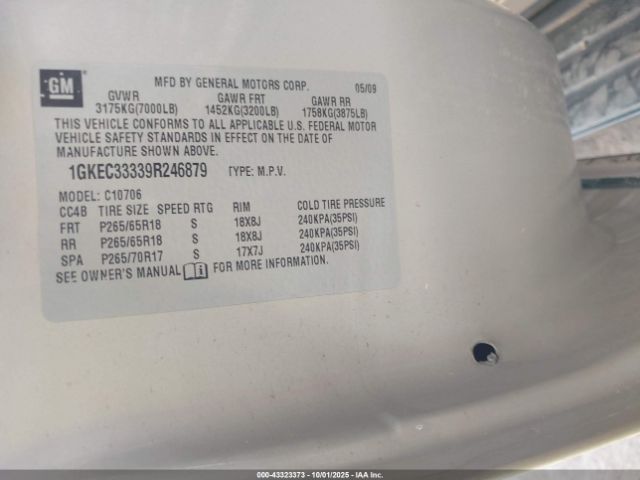 GM
MFD BY GENERAL MOTORS CORP. 05/09
GVWR GAWR FRT GAWR RR
3175KG(7000LB) 1452KG(3200LB) 1758KG(3875LB)
THIS VEHICLE CONFORMS TO ALL APPLICABLE U.S. FEDERAL MOTOR
VEHICLE SAFETY STANDARDS IN EFFECT ON THE DATE OF
MANUFACTURE SHOWN ABOVE.
1GKEC33339R246879 TYPE: M.P.V.
MODEL: C10706
CC4B TIRE SIZE SPEED RTG RIM COLD TIRE PRESSURE
FRT P265/65R18 S 18X8J 240KPA(35PSI)
RR P265/65R18 S 18X8J 240KPA(35PSI)
SPA P265/70R17 S 17X7J 240KPA(35PSI)
SEE OWNER'S MANUAL FOR MORE INFORMATION.
000-43323373 - 10/01/2025 - IAA Inc.